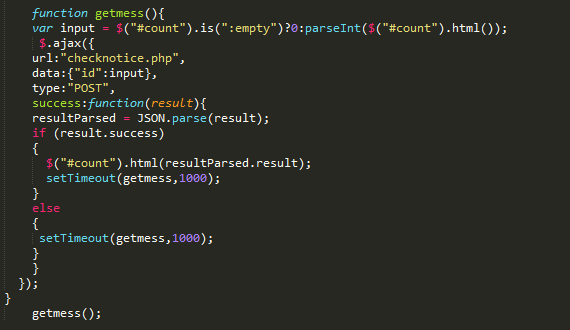 function getmess(){
var input = $("#count").is(":empty")?0:parseInt($("#count").html());
$.ajax({
url:"checknotice.php",
data:{"id":input},
type:"POST",
success:function(result){
resultParsed = JSON.parse(result);
if (result.success)
{
$("#count").html(resultParsed.result);
setTimeout(getmess,1000);
}
else
{
setTimeout(getmess,1000);
}
}
});
}
getmess();